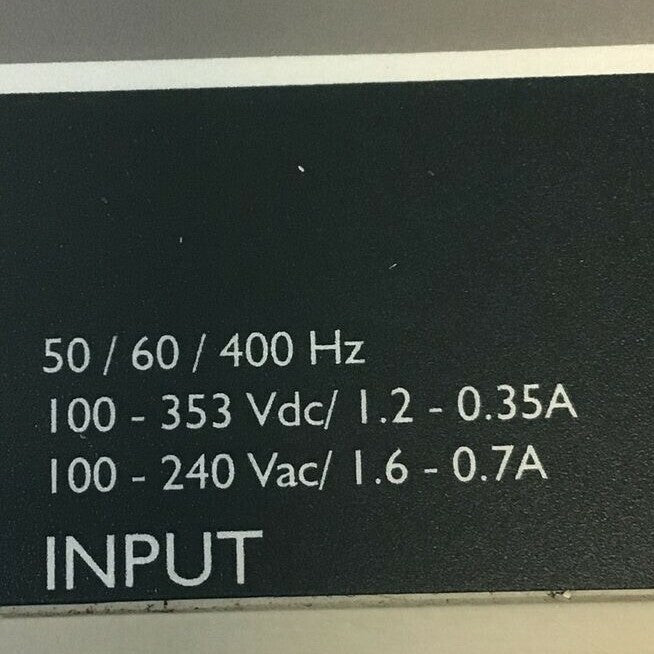 50 / 60 / 400 Hz
100 - 353 Vdc/ 1.2 - 0.35A
100 - 240 Vac/ 1.6 - 0.7A
INPUT